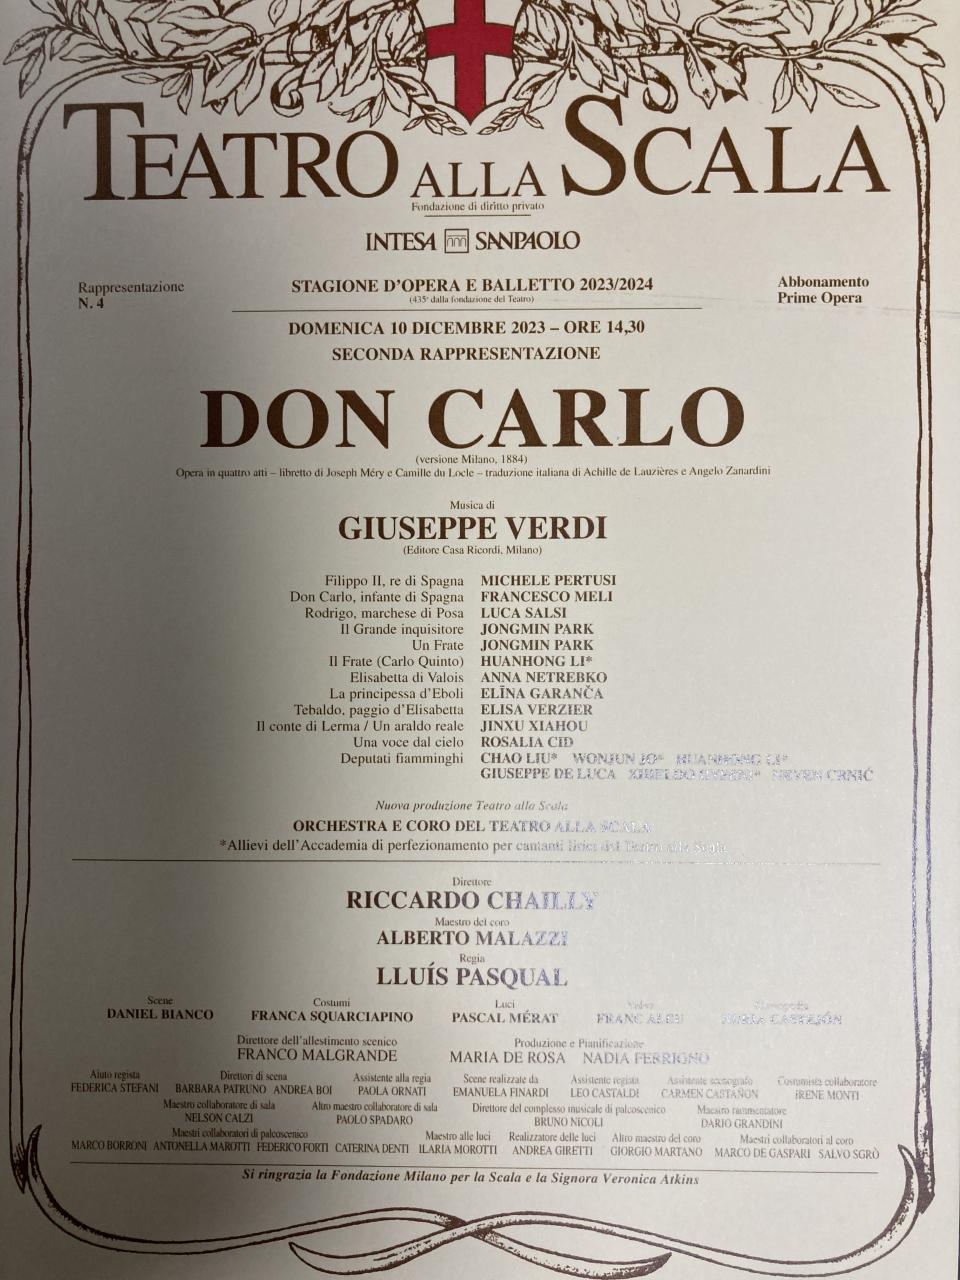 TEATRO ALLA SCALA
Fondazione di diritto privato
INTESA SANPAOLO
Rappresentazione
N. 4
STAGIONE D'OPERA E BALLETTO 2023/2024
(435ª dalla fondazione del Teatro)
Abbonamento
Prime Opera
DOMENICA 10 DICEMBRE 2023 – ORE 14,30
SECONDA RAPPRESENTAZIONE
DON CARLO
(versione Milano, 1884)
Opera in quattro atti – libretto di Joseph Méry e Camille du Locle – traduzione italiana di Achille de Lauzières e Angelo Zanardini
Musica di
GIUSEPPE VERDI
(Editore Casa Ricordi, Milano)
Filippo II, re di Spagna MICHELE PERTUSI
Don Carlo, infante di Spagna FRANCESCO MELI
Rodrigo, marchese di Posa LUCA SALSI
Il Grande inquisitore JONGMIN PARK
Un Frate JONGMIN PARK
Il Frate (Carlo Quinto) HUANHONG LI*
Elisabetta di Valois ANNA NETREBKO
La principessa d'Eboli ELĪNA GARANČA
Tebaldo, paggio d'Elisabetta ELISA VERZIER
Il conte di Lerma / Un araldo reale JINXU XIAHOU
Una voce dal cielo ROSALIA CID
Deputati fiamminghi CHAO LIU* WONJUN JO* HUANHONG LI*
GIUSEPPE DE LUCA NEVEN CRNIĆ
Nuova produzione Teatro alla Scala
ORCHESTRA E CORO DEL TEATRO ALLA SCALA
*Allievi dell'Accademia di perfezionamento per cantanti lirici del Teatro alla Scala
Direttore
RICCARDO CHAILLY
Maestro del coro
ALBERTO MALAZZI
Regia
LLUÍS PASQUAL
Scene Costumi Luci Video Coreografia
DANIEL BIANCO FRANCA SQUARCIAPINO PASCAL MÉRAT FRANC ALEU NURIA CASTEJÓN
Direttore dell'allestimento scenico Produzione e Pianificazione
FRANCO MALGRANDE MARIA DE ROSA NADIA FERRIGNO
Aiuto regista Direttori di scena Assistente alla regia Scene realizzate da Assistente regista Assistente scenografo Costumista collaboratore
FEDERICA STEFANI BARBARA PATRUNO ANDREA BOI PAOLA ORNATI EMANUELA FINARDI LEO CASTALDI CARMEN CASTAÑON IRENE MONTI
Maestro collaboratore di sala Altro maestro collaboratore di sala Direttore del complesso musicale di palcoscenico Maestro rammentatore
NELSON CALZI PAOLO SPADARO BRUNO NICOLI DARIO GRANDINI
Maestri collaboratori di palcoscenico Maestro alle luci Realizzatore delle luci Altro maestro del coro Maestri collaboratori al coro
MARCO BORRONI ANTONELLA MAROTTI FEDERICO FORTI CATERINA DENTI ILARIA MOROTTI ANDREA GIRETTI GIORGIO MARTANO MARCO DE GASPARI SALVO SGRÒ
Si ringrazia la Fondazione Milano per la Scala e la Signora Veronica Atkins